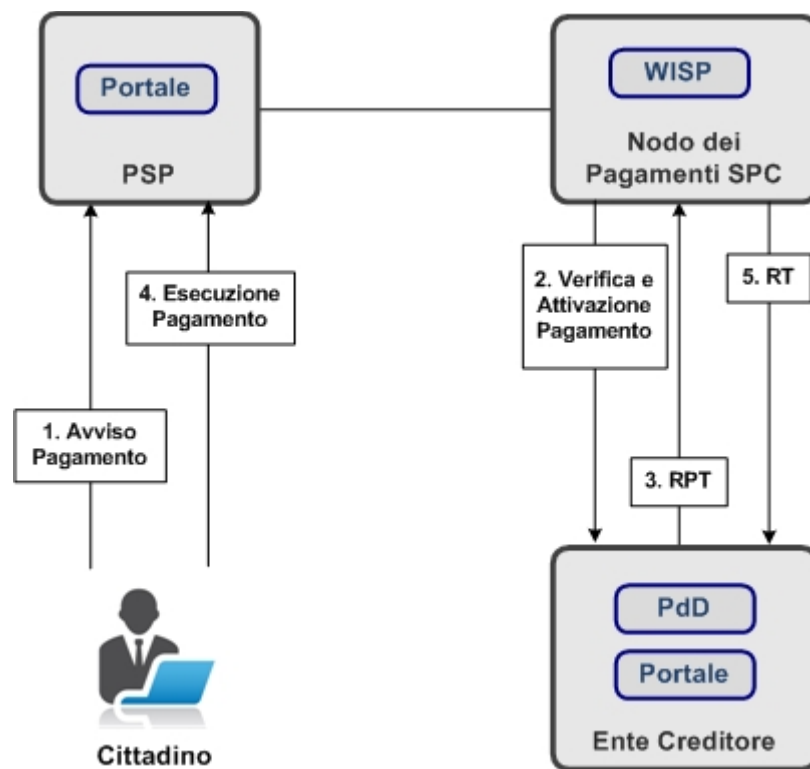 Portale
PSP
WISP
Nodo dei
Pagamenti SPC
4. Esecuzione
Pagamento
2. Verifica e
Attivazione
Pagamento
5. RT
1. Avviso
Pagamento
3. RPT
PdD
Portale
Ente Creditore
Cittadino